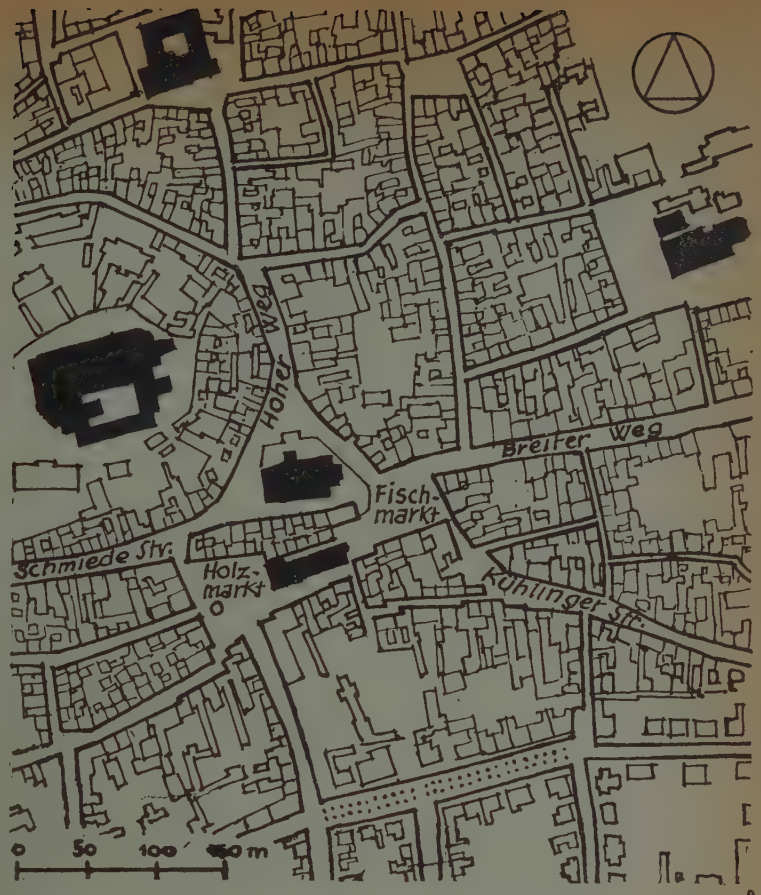 Hoher Weg
Breiter Weg
Fisch-
markt
Schmiede Str.
Holz-
markt
Kühlinger Str.
0 50 100 150 m